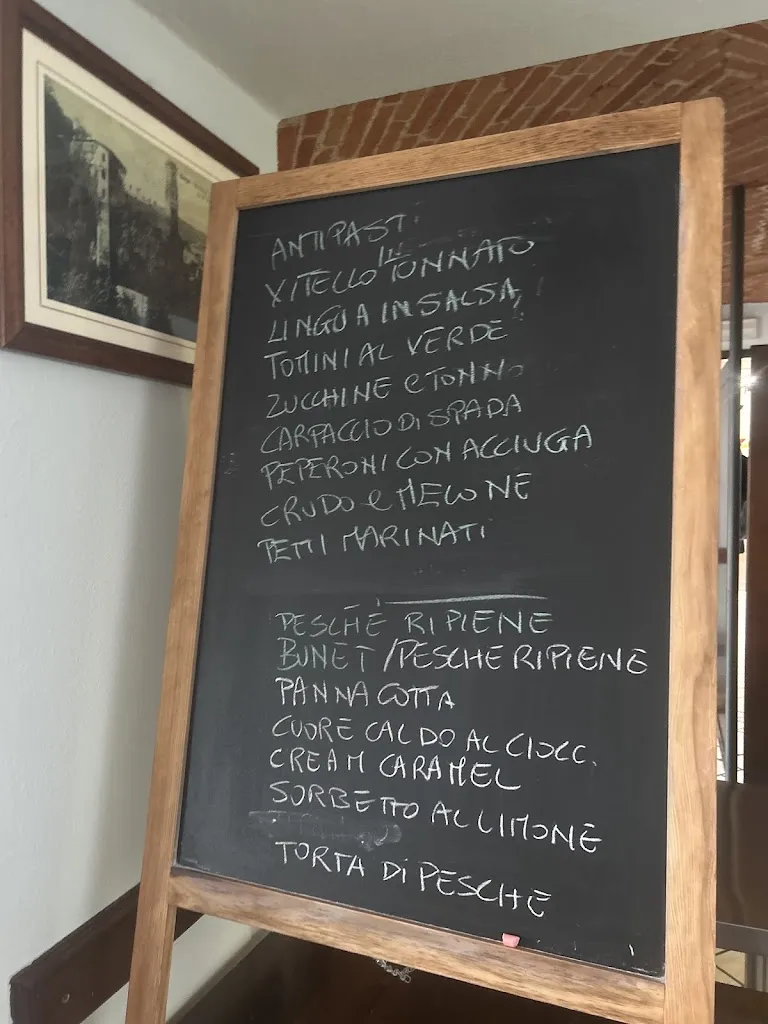 ANTIPASTI
VITELLO IN TONNATO
LINGUA IN SALSA,
TOMINI AL VERDE
ZUCCHINE e TONNO
CARPACCIO Di SPADA
PEPERONI CON ACCIUGA
CRUDO e MELONE
PETTI MARINATI
PESCHE RIPIENE
BUNET / PESCHE RIPIENE
PANNA COTTA
CUORE CALDO AL CIOCC.
CREAM CARAMEL
SORBETTO AL LIMONE
TORTA Di PESCHE